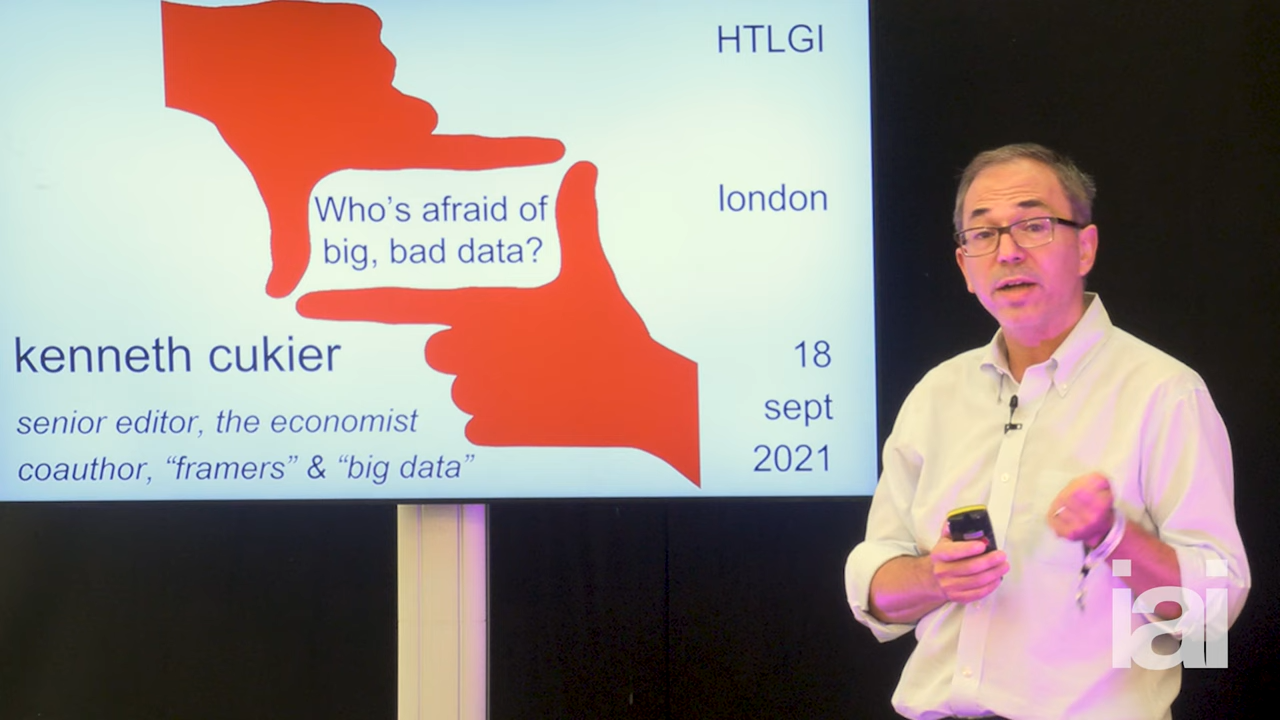 HTLGI
Who's afraid of
big, bad data?
london
kenneth cukier
senior editor, the economist
coauthor, "framers" & "big data"
18
sept
2021
iai